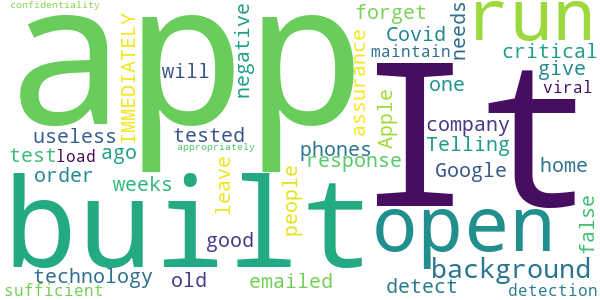 confidentiality
app
It
run
IMMEDIATELY
negative
will
forget
Covid
maintain
needs
critical
give
viral
assurance
Apple
one
company
Telling
Google
home
useless
tested
appropriately
test
load
ago
phones
response
order
weeks
leave
people
built
open
false
good
background
technology
old
emailed
detect
sufficient
detection